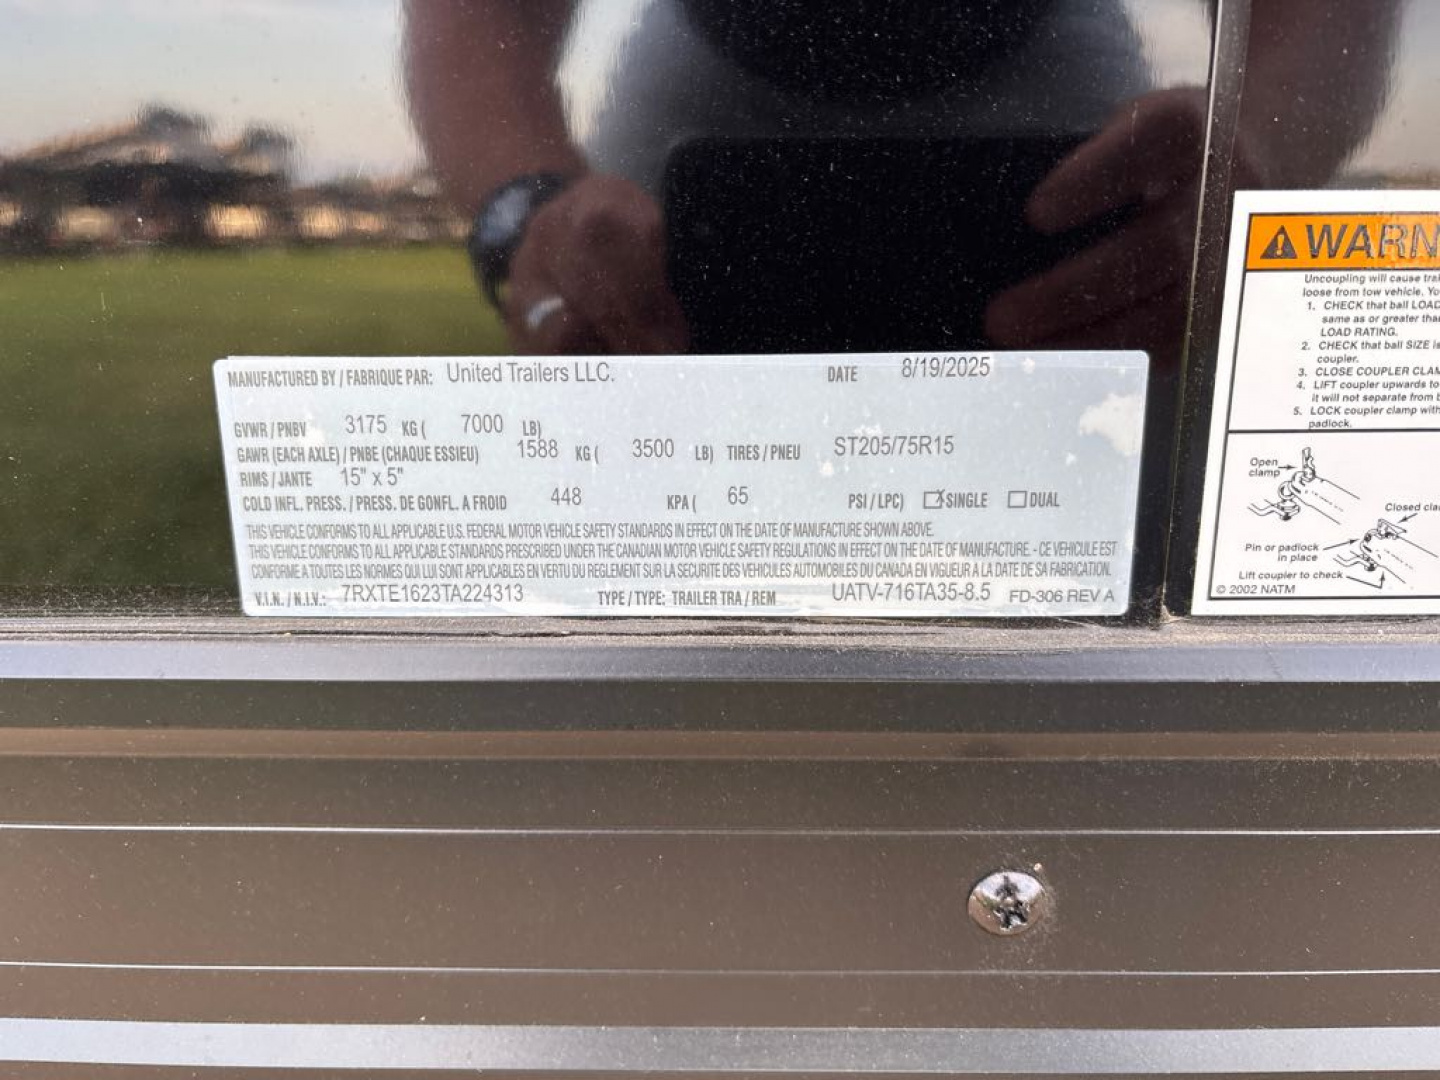 MANUFACTURED BY / FABRIQUE PAR: United Trailers LLC. DATE 8/19/2025
GVWR / PNBV 3175 KG ( 7000 LB)
GAWR (EACH AXLE) / PNBE (CHAQUE ESSIEU) 1588 KG ( 3500 LB) TIRES / PNEU ST205/75R15
RIMS / JANTE 15" x 5"
COLD INFL. PRESS. / PRESS. DE GONFL. A FROID 448 KPA ( 65 PSI / LPC) ☒ SINGLE ☐ DUAL
THIS VEHICLE CONFORMS TO ALL APPLICABLE U.S. FEDERAL MOTOR VEHICLE SAFETY STANDARDS IN EFFECT ON THE DATE OF MANUFACTURE SHOWN ABOVE.
THIS VEHICLE CONFORMS TO ALL APPLICABLE STANDARDS PRESCRIBED UNDER THE CANADIAN MOTOR VEHICLE SAFETY REGULATIONS IN EFFECT ON THE DATE OF MANUFACTURE. - CE VEHICULE EST
CONFORME A TOUTES LES NORMES QUI LUI SONT APPLICABLES EN VERTU DU REGLEMENT SUR LA SECURITE DES VEHICULES AUTOMOBILES DU CANADA EN VIGUEUR A LA DATE DE SA FABRICATION.
V.I.N. / N.I.V.: 7RXTE1623TA224313 TYPE / TYPE: TRAILER TRA / REM UATV-716TA35-8.5 FD-306 REV A
WARN
Uncoupling will cause trai
loose from tow vehicle. Yo
1. CHECK that ball LOAD
same as or greater than
LOAD RATING.
2. CHECK that ball SIZE is
coupler.
3. CLOSE COUPLER CLAM
4. LIFT coupler upwards to
it will not separate from b
5. LOCK coupler clamp with
padlock.
Open
clamp
Closed cla
Pin or padlock
in place
Lift coupler to check
© 2002 NATM